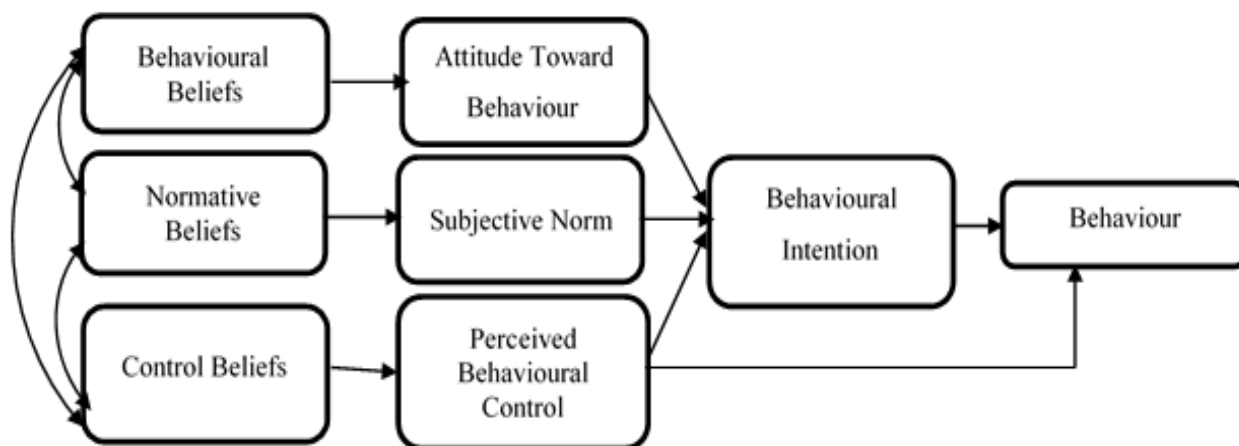 Behavioural
Beliefs
Attitude Toward
Behaviour
Normative
Beliefs
Subjective Norm
Behavioural
Intention
Behaviour
Control Beliefs
Perceived
Behavioural
Control